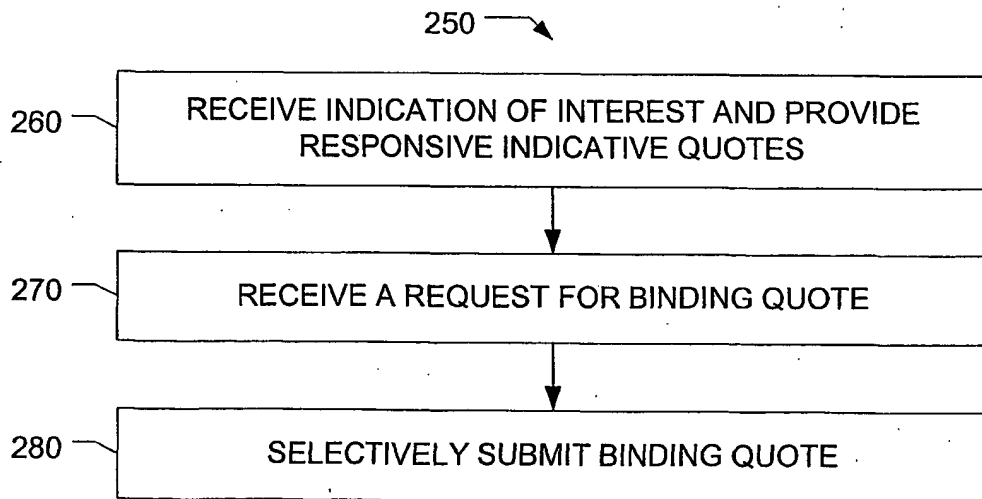 250
260
RECEIVE INDICATION OF INTEREST AND PROVIDE
RESPONSIVE INDICATIVE QUOTES
270
RECEIVE A REQUEST FOR BINDING QUOTE
280
SELECTIVELY SUBMIT BINDING QUOTE